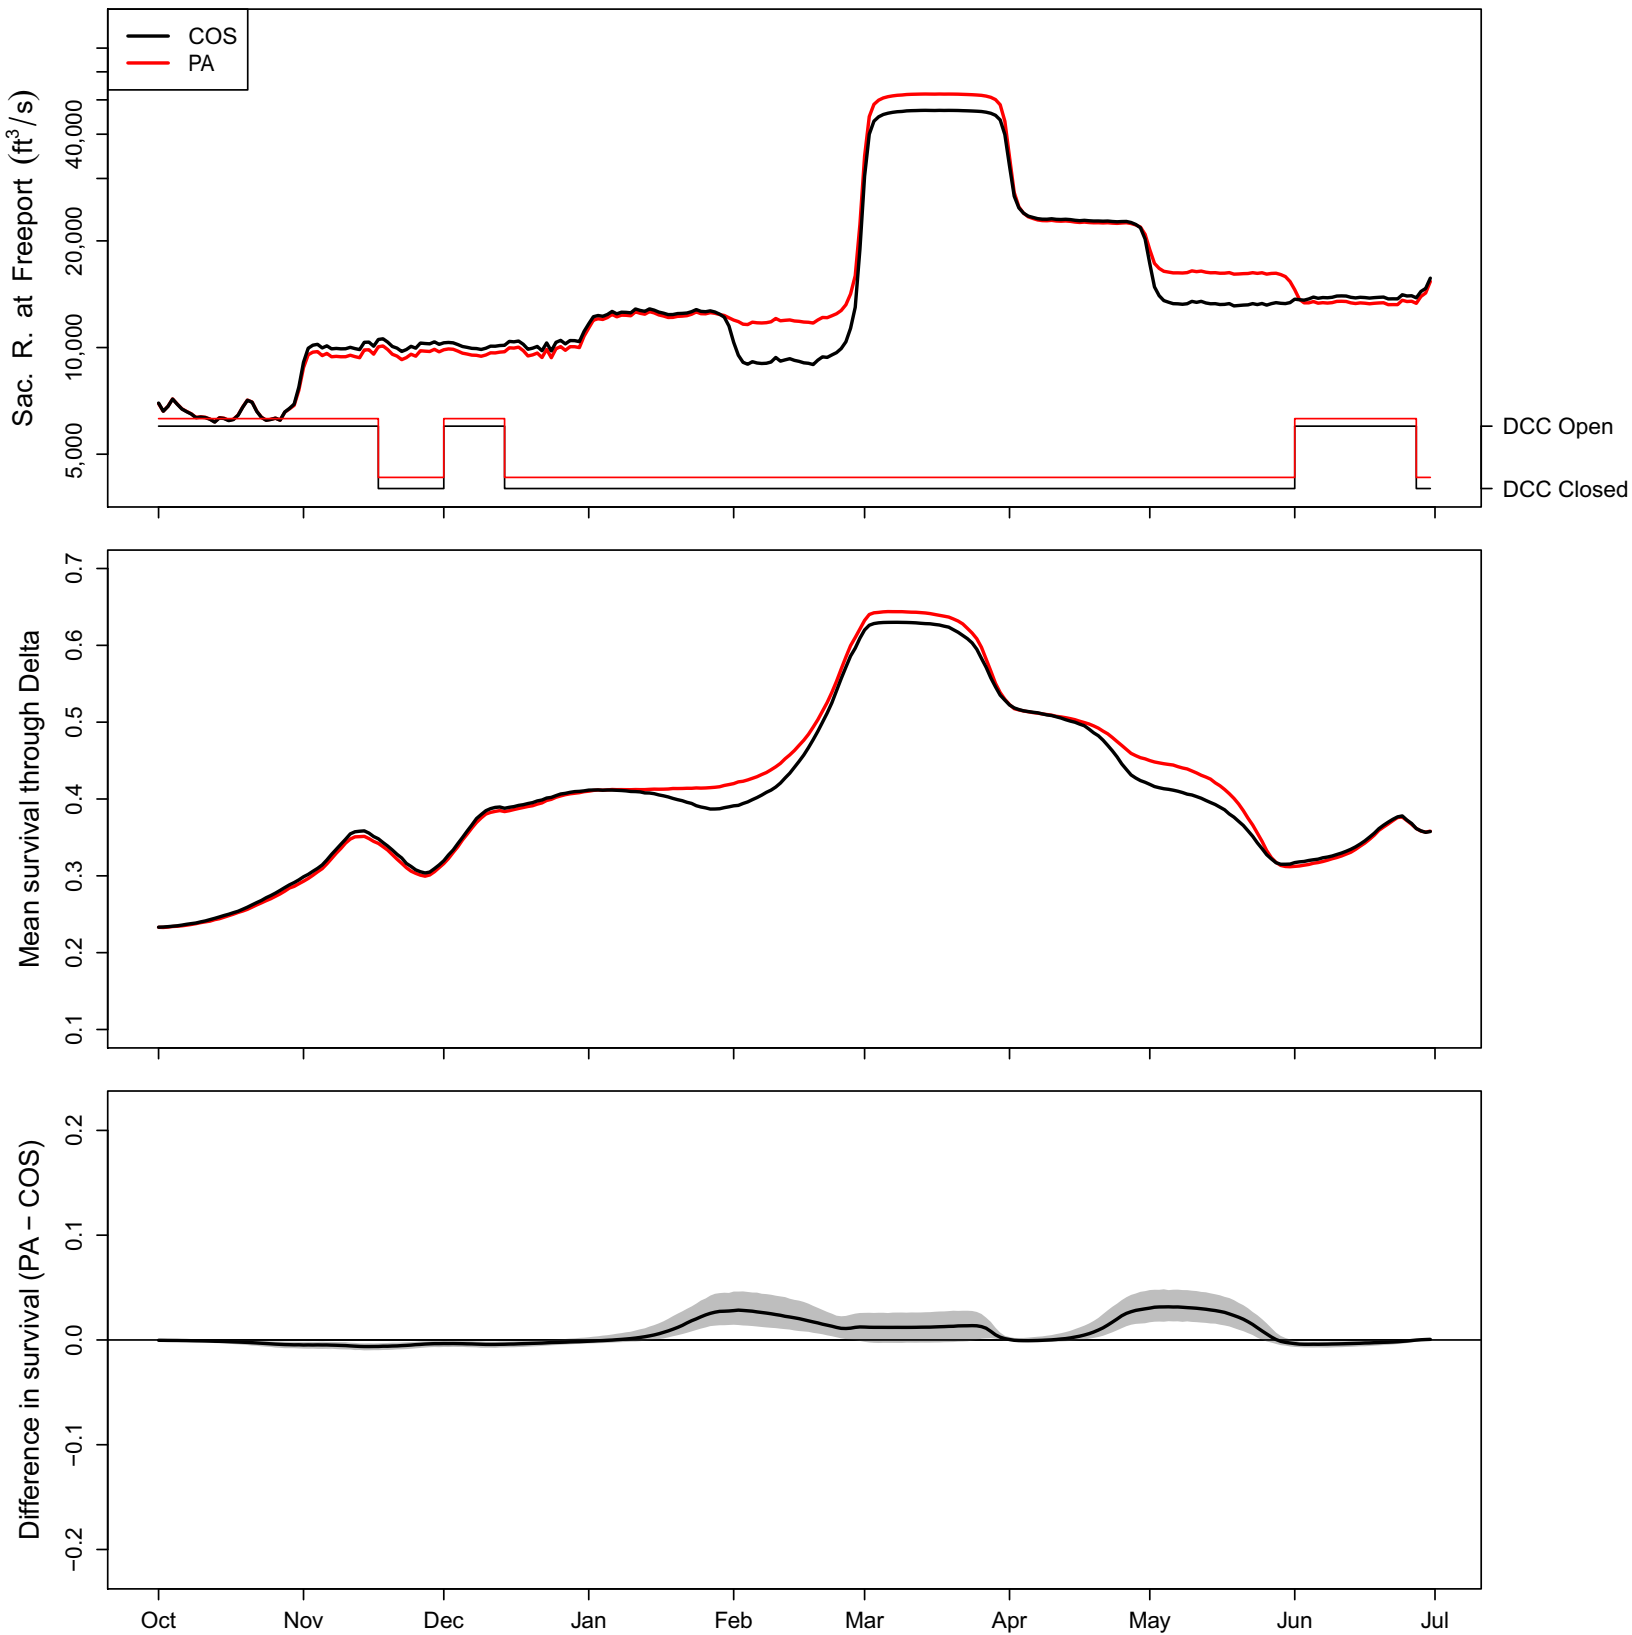 COS
PA
Sac. R. at Freeport (ft³/s)
40,000
20,000
10,000
5,000
DCC Open
DCC Closed
Mean survival through Delta
0.7
0.6
0.5
0.4
0.3
0.2
0.1
Difference in survival (PA − COS)
0.2
0.1
0.0
−0.1
−0.2
Oct Nov Dec Jan Feb Mar Apr May Jun Jul